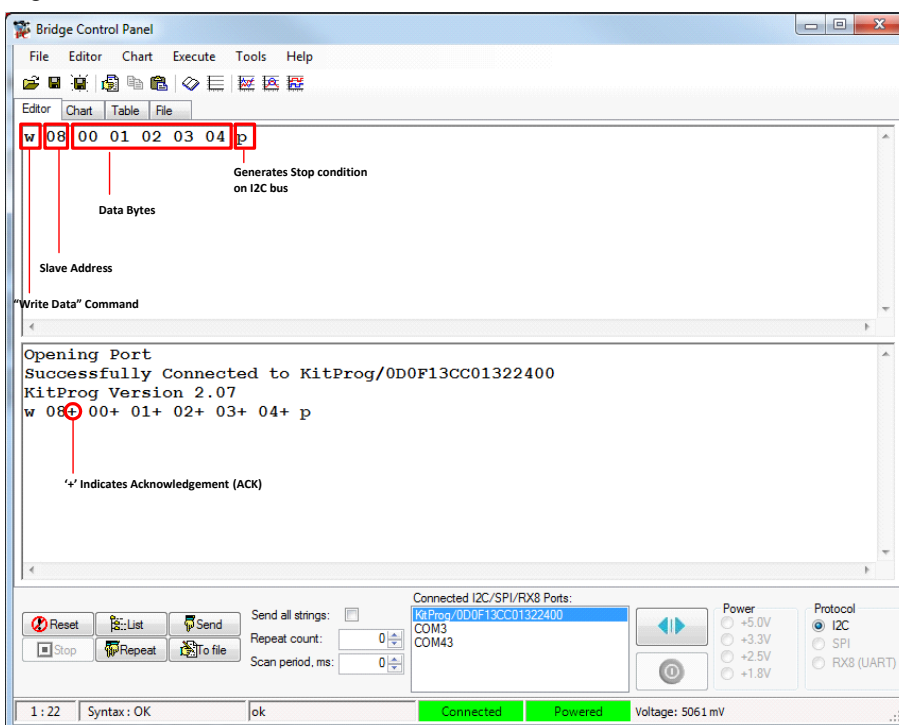 Bridge Control Panel
File Editor Chart Execute Tools Help
Editor Chart Table File
w 08 00 01 02 03 04 p
Generates Stop condition
on I2C bus
Data Bytes
Slave Address
"Write Data" Command
Opening Port
Successfully Connected to KitProg/0D0F13CC01322400
KitProg Version 2.07
w 08+ 00+ 01+ 02+ 03+ 04+ p
'+' Indicates Acknowledgement (ACK)
Connected I2C/SPI/RX8 Ports:
Reset List Send
Stop Repeat To file
Send all strings:
Repeat count: 0
Scan period, ms: 0
KitProg/0D0F13CC01322400
COM3
COM43
Power
+5.0V
+3.3V
+2.5V
+1.8V
Protocol
I2C
SPI
RX8 (UART)
1 : 22 Syntax : OK ok Connected Powered Voltage: 5061 mV